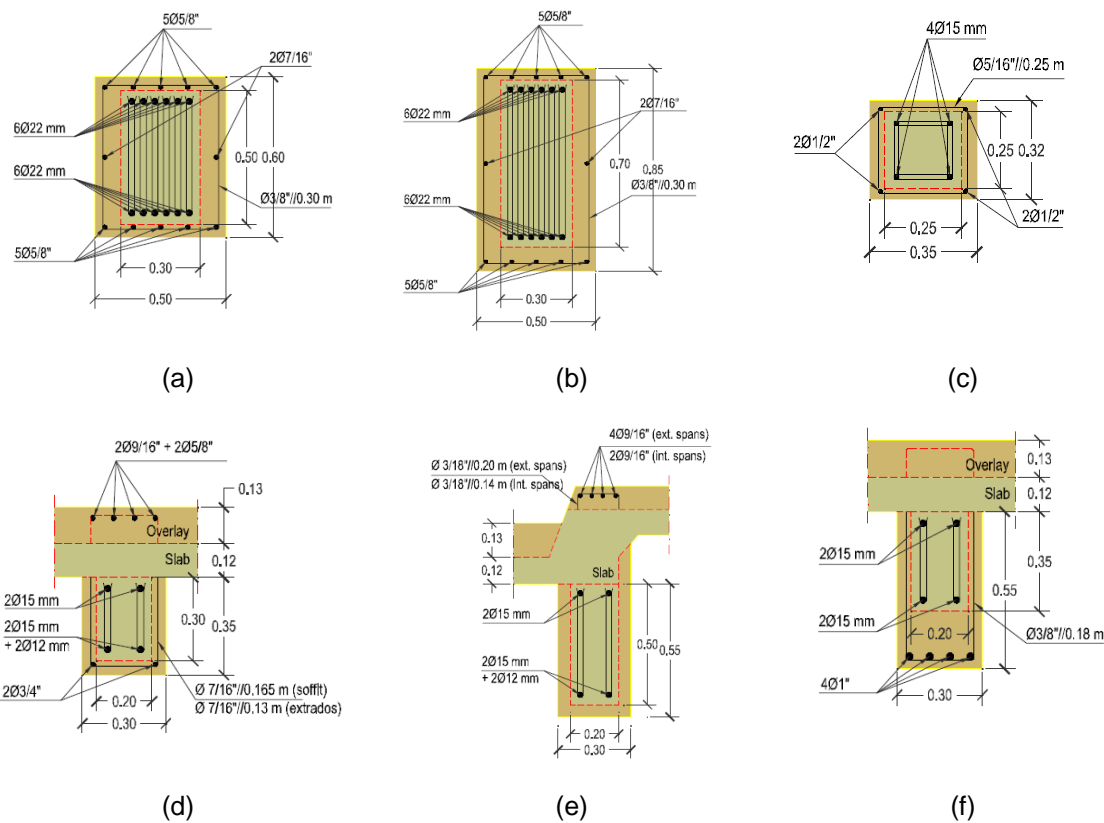 5Ø5/8"
2Ø7/16"
6Ø22 mm
0.50
0.60
6Ø22 mm
Ø3/8"//0.30 m
5Ø5/8"
0.30
0.50
(a)
5Ø5/8"
6Ø22 mm
2Ø7/16"
0.70
0.85
Ø3/8"//0.30 m
6Ø22 mm
5Ø5/8"
0.30
0.50
(b)
4Ø15 mm
Ø5/16"//0.25 m
2Ø1/2"
0.25
0.32
2Ø1/2"
0.25
0.35
(c)
2Ø9/16" + 2Ø5/8"
0.13
Overlay
Slab
0.12
2Ø15 mm
0.30
0.35
2Ø15 mm
+ 2Ø12 mm
2Ø3/4"
Ø 7/16"//0,165 m (soffit)
Ø 7/16"//0,13 m (extrados)
0.20
0.30
(d)
4Ø9/16" (ext. spans)
2Ø9/16" (int. spans)
Ø 3/18"//0.20 m (ext. spans)
Ø 3/18"//0.14 m (Int. spans)
0.13
0.12
Slab
2Ø15 mm
0.50
0.55
2Ø15 mm
+ 2Ø12 mm
0.20
0.30
(e)
Overlay
0.13
Slab
0.12
2Ø15 mm
0.35
0.55
2Ø15 mm
0.20
Ø3/8"//0.18 m
4Ø1"
0.30
(f)